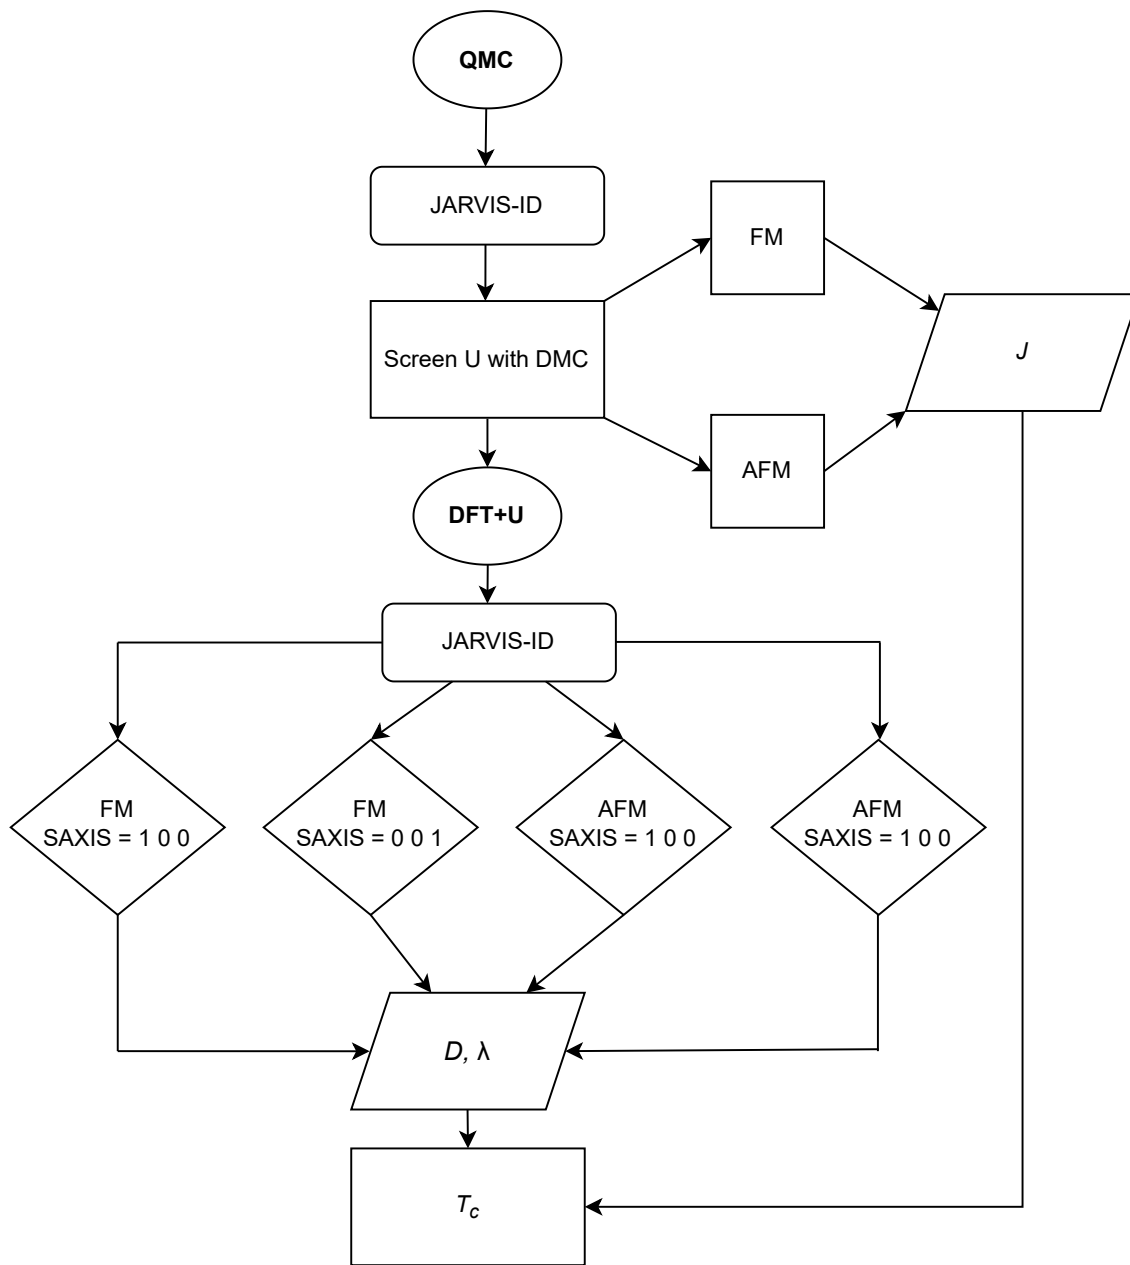 QMC
JARVIS-ID
FM
Screen U with DMC
J
AFM
DFT+U
JARVIS-ID
FM
SAXIS = 1 0 0
FM
SAXIS = 0 0 1
AFM
SAXIS = 1 0 0
AFM
SAXIS = 1 0 0
D, λ
Tc